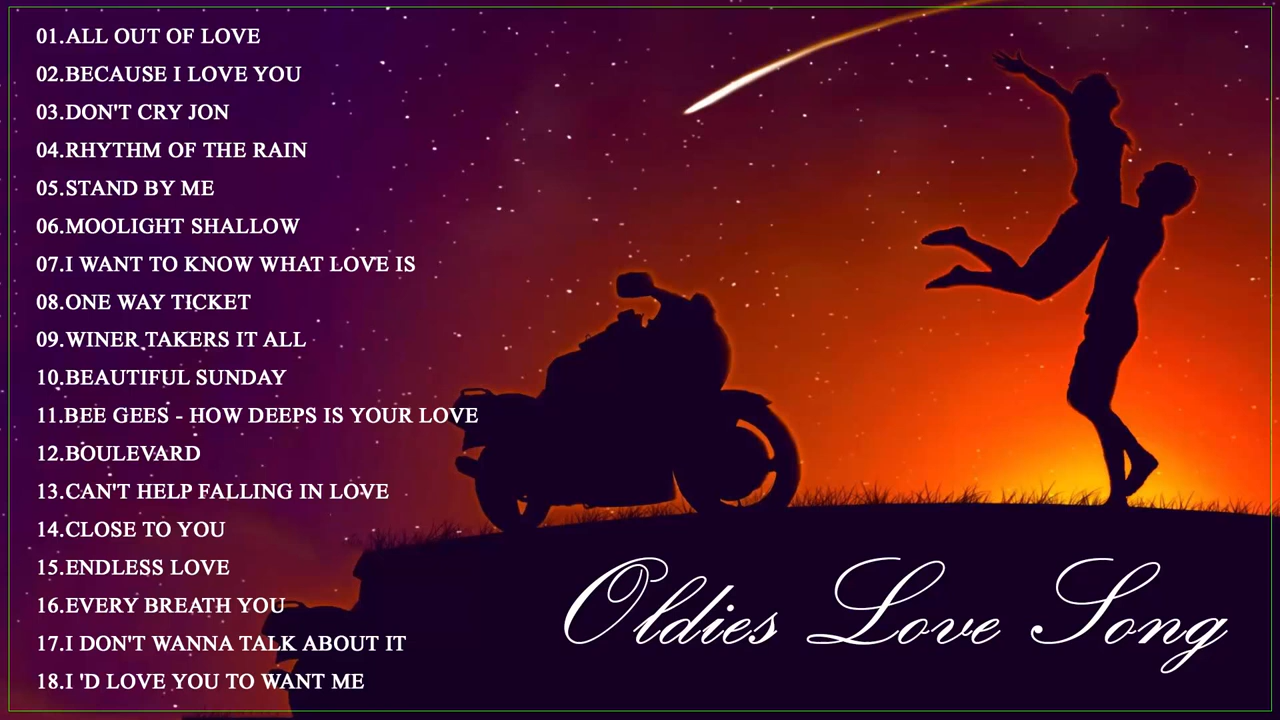 01.ALL OUT OF LOVE
02.BECAUSE I LOVE YOU
03.DON'T CRY JON
04.RHYTHM OF THE RAIN
05.STAND BY ME
06.MOOLIGHT SHALLOW
07.I WANT TO KNOW WHAT LOVE IS
08.ONE WAY TICKET
09.WINER TAKERS IT ALL
10.BEAUTIFUL SUNDAY
11.BEE GEES - HOW DEEPS IS YOUR LOVE
12.BOULEVARD
13.CAN'T HELP FALLING IN LOVE
14.CLOSE TO YOU
15.ENDLESS LOVE
16.EVERY BREATH YOU
17.I DON'T WANNA TALK ABOUT IT
18.I 'D LOVE YOU TO WANT ME
Oldies Love Song